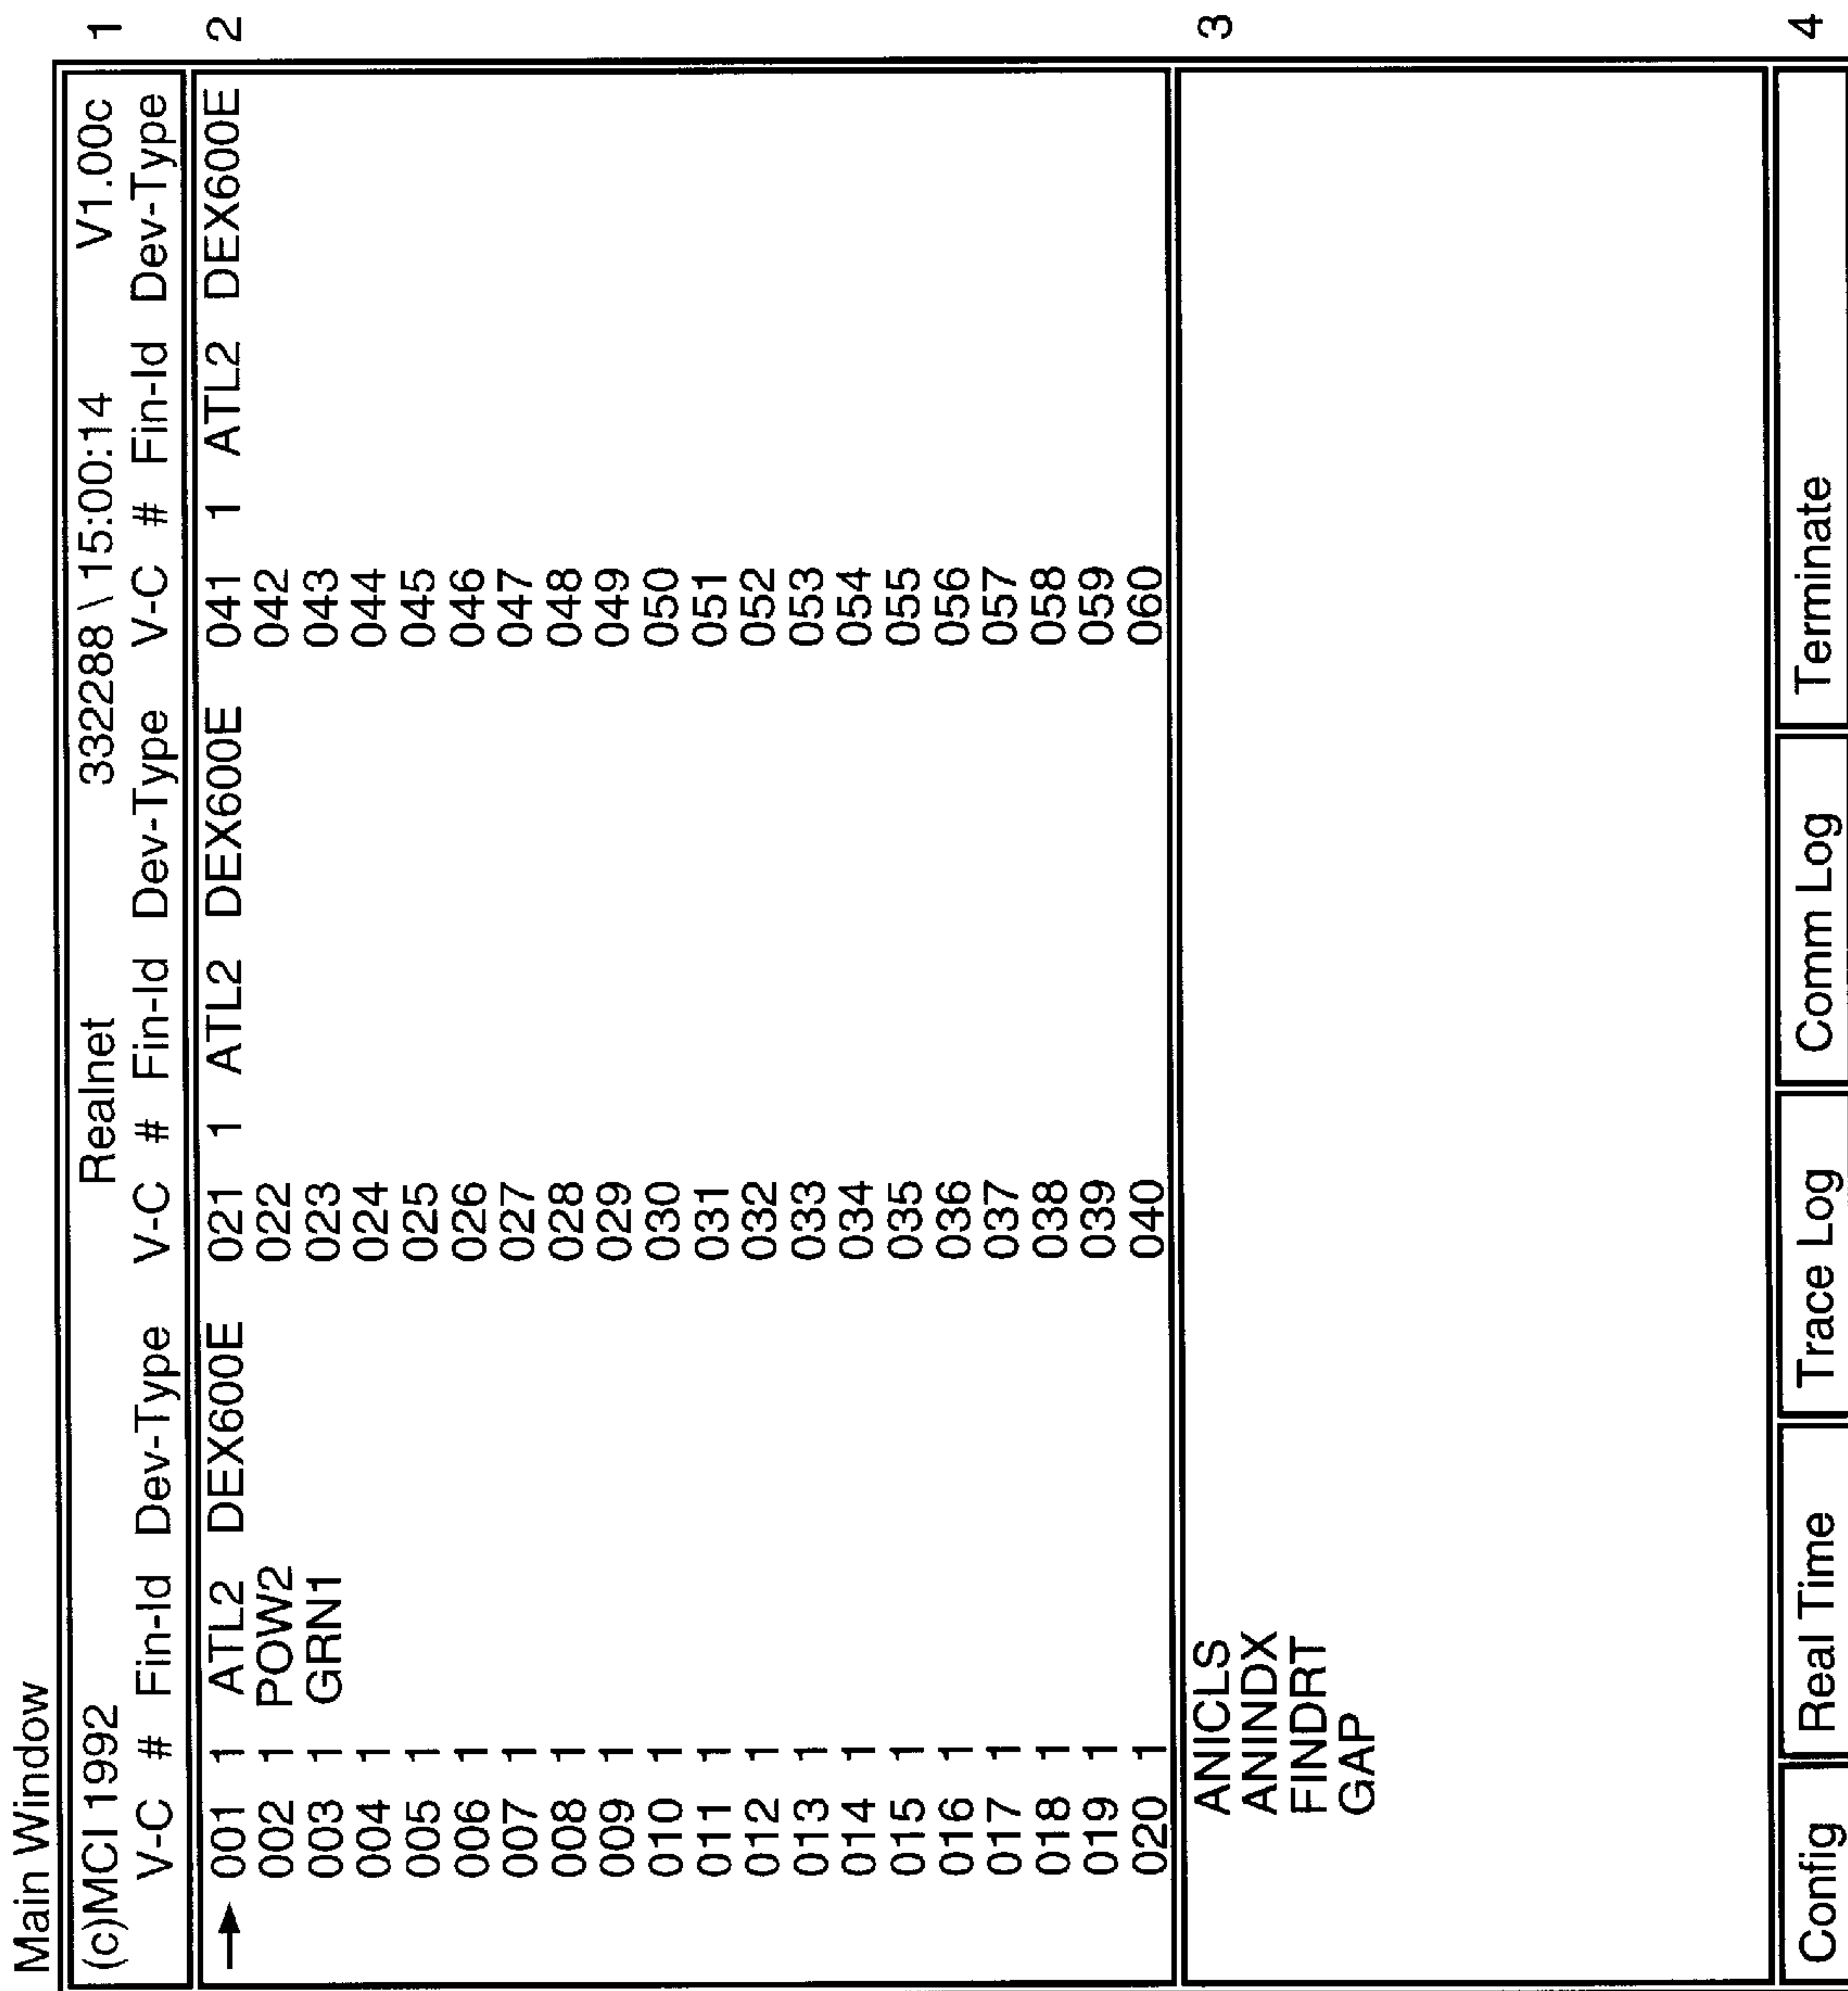 Main Window
(c)MCI 1992 Realnet 332288 \ 15:00:14 V1.00c 1
V-C # Fin-Id Dev-Type V-C # Fin-Id Dev-Type V-C # Fin-Id Dev-Type
001 1 ATL2 DEX600E 021 1 ATL2 DEX600E 041 1 ATL2 DEX600E 2
002 1 POW2 022 042
003 1 GRN1 023 043
004 1 024 044
005 1 025 045
006 1 026 046
007 1 027 047
008 1 028 048
009 1 029 049
010 1 030 050
011 1 031 051
012 1 032 052
013 1 033 053
014 1 034 054
015 1 035 055
016 1 036 056
017 1 037 057
018 1 038 058
019 1 039 059
020 1 040 060
ANICLS 3
ANINDX
FINDRT
GAP
Config Real Time Trace Log Comm Log Terminate 4